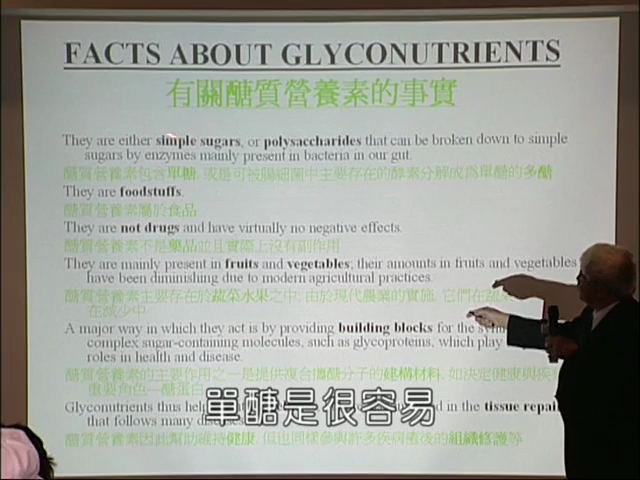 FACTS ABOUT GLYCONUTRIENTS
有關醣質營養素的事實
They are either simple sugars, or polysaccharides that can be broken down to simple
sugars by enzymes mainly present in bacteria in our gut.
醣質營養素包含單糖, 或是可被腸細菌中主要存在的酵素分解成為單醣的多醣
They are foodstuffs.
醣質營養素屬於食品
They are not drugs and have virtually no negative effects.
醣質營養素不是藥品並且實際上沒有副作用
They are mainly present in fruits and vegetables; their amounts in fruits and vegetables
have been diminishing due to modern agricultural practices.
醣質營養素主要存在於蔬菜水果之中, 由於現代農業的實施, 它們在蔬
在減少中
A major way in which they act is by providing building blocks for the
complex sugar-containing molecules, such as glycoproteins, which play
roles in health and disease.
醣質營養素的主要作用之一是提供複合醣分子的建構材料, 如決定健康與疾
重要角色—醣蛋白
Glyconutrients thus help in the tissue repair
that follows many
醣質營養素因此幫助維持健康, 但也同樣參與許多疾病癒後的組織修護等
單醣是很容易